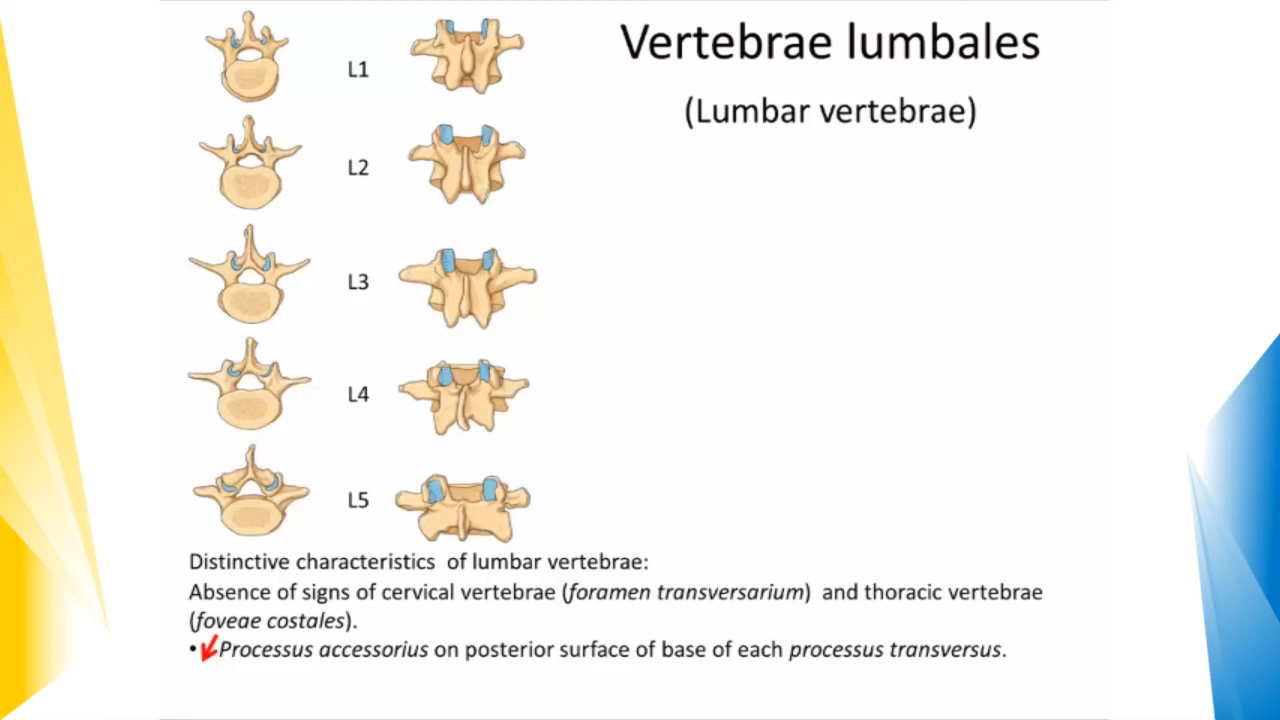 Vertebrae lumbales
(Lumbar vertebrae)
L1
L2
L3
L4
L5
Distinctive characteristics of lumbar vertebrae:
Absence of signs of cervical vertebrae (foramen transversarium) and thoracic vertebrae
(foveae costales).
•Processus accessorius on posterior surface of base of each processus transversus.